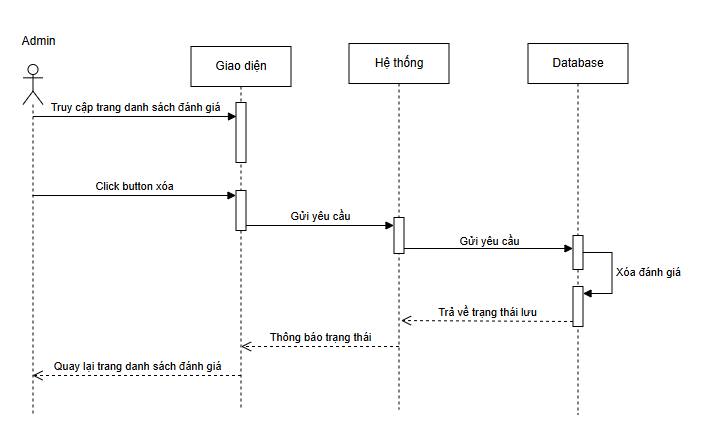 Admin
Giao diện
Hệ thống
Database
Truy cập trang danh sách đánh giá
Click button xóa
Gửi yêu cầu
Gửi yêu cầu
Xóa đánh giá
Trả về trạng thái lưu
Thông báo trạng thái
Quay lại trang danh sách đánh giá